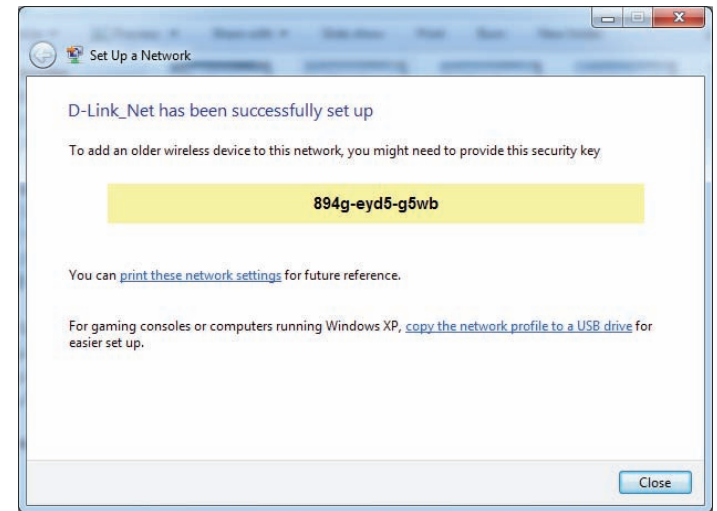 Set Up a Network
D-Link_Net has been successfully set up
To add an older wireless device to this network, you might need to provide this security key
894g-eyd5-g5wb
You can print these network settings for future reference.
For gaming consoles or computers running Windows XP, copy the network profile to a USB drive for
easier set up.
Close